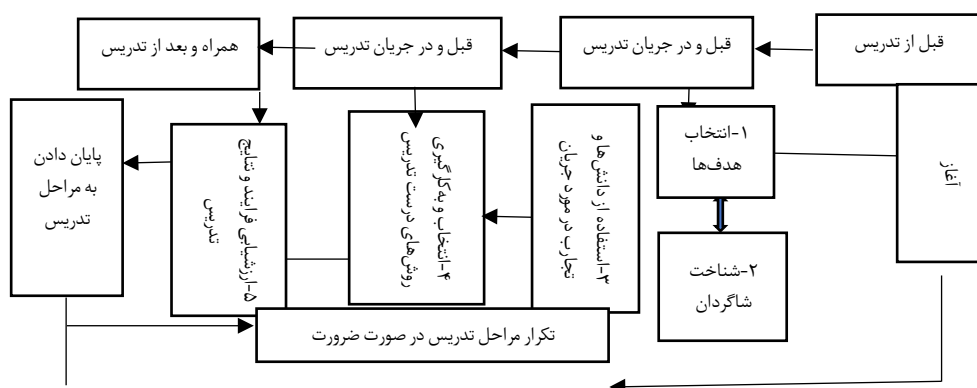 قبل از تدریس
قبل و در جریان تدریس
قبل و در جریان تدریس
همراه و بعد از تدریس
آغاز
۱-انتخاب
هدف‌ها
۲-شناخت
شاگردان
۳-استفاده از دانش‌ها و
تجارب در مورد جریان
۴-انتخاب و به‌کارگیری
روش‌های درست تدریس
۵-ارزشیابی فرایند و نتایج
تدریس
پایان دادن
به مراحل
تدریس
تکرار مراحل تدریس در صورت ضرورت